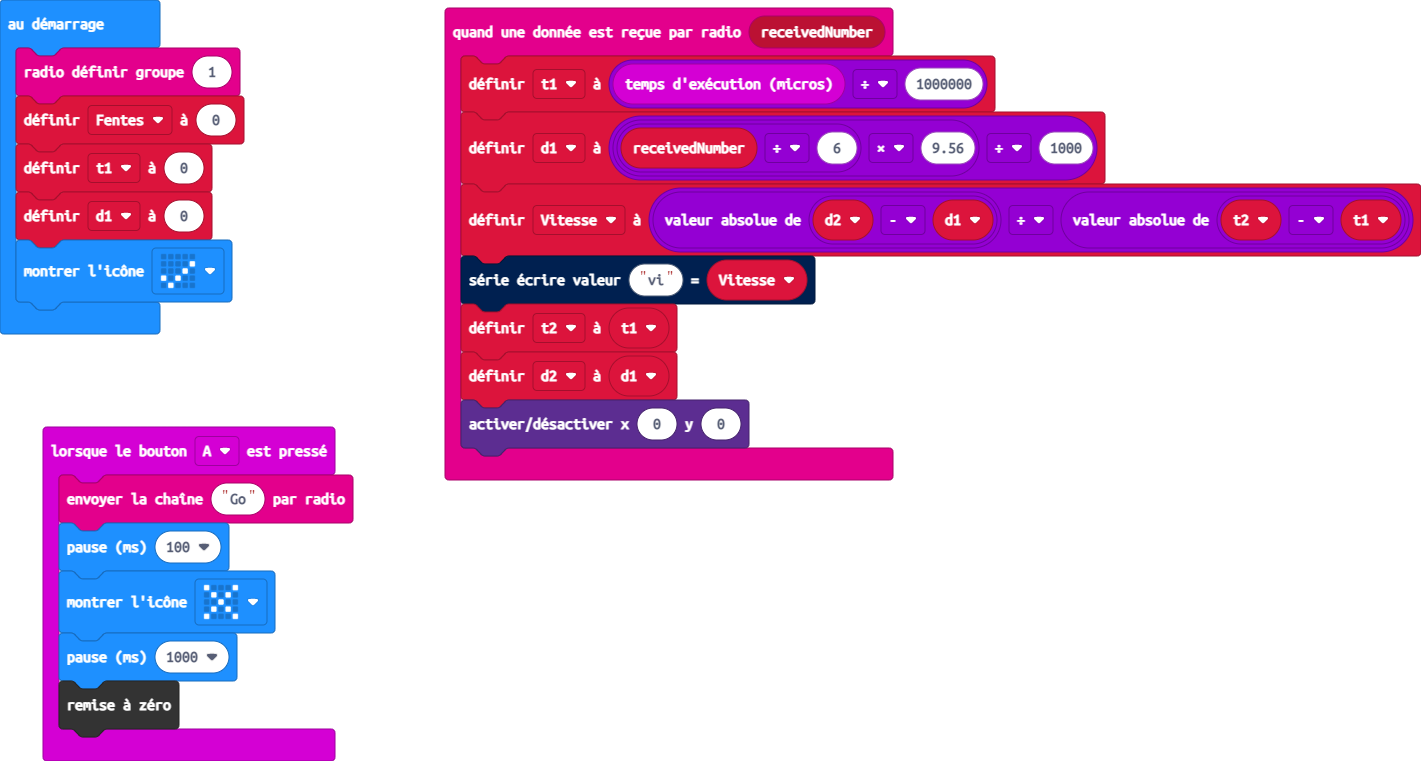 au démarrage
radio définir groupe 1
définir Fentes à 0
définir t1 à 0
définir d1 à 0
montrer l'icône
quand une donnée est reçue par radio receivedNumber
définir t1 à temps d'exécution (micros) ÷ 1000000
définir d1 à receivedNumber ÷ 6 × 9.56 ÷ 1000
définir Vitesse à valeur absolue de d2 - d1 ÷ valeur absolue de t2 - t1
série écrire valeur "vi" = Vitesse
définir t2 à t1
définir d2 à d1
activer/désactiver x 0 y 0
lorsque le bouton A est pressé
envoyer la chaîne "Go" par radio
pause (ms) 100
montrer l'icône
pause (ms) 1000
remise à zéro